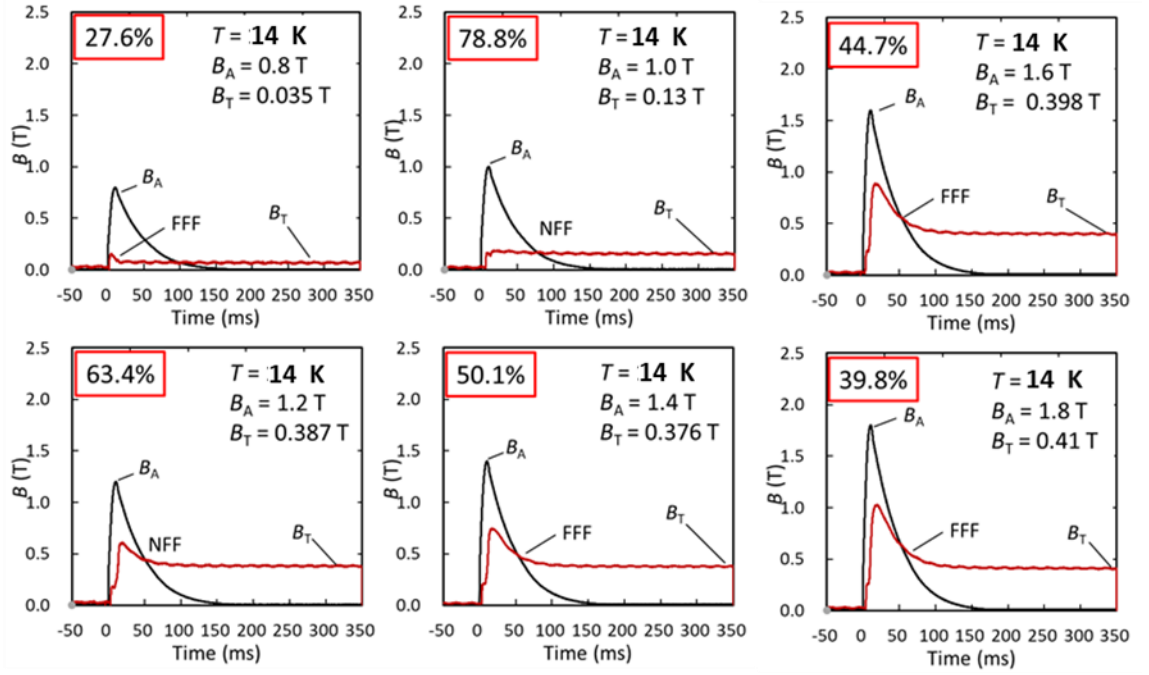 27.6%
T = 14 K
B_A = 0.8 T
B_T = 0.035 T
B (T)
2.5
2.0
1.5
1.0
0.5
0.0
B_A
FFF
B_T
-50 0 50 100 150 200 250 300 350
Time (ms)
78.8%
T = 14 K
B_A = 1.0 T
B_T = 0.13 T
B (T)
2.5
2.0
1.5
1.0
0.5
0.0
B_A
NFF
B_T
-50 0 50 100 150 200 250 300 350
Time (ms)
44.7%
T = 14 K
B_A = 1.6 T
B_T = 0.398 T
B (T)
2.5
2.0
1.5
1.0
0.5
0.0
B_A
FFF
B_T
-50 0 50 100 150 200 250 300 350
Time (ms)
63.4%
T = 14 K
B_A = 1.2 T
B_T = 0.387 T
B (T)
2.5
2.0
1.5
1.0
0.5
0.0
B_A
NFF
B_T
-50 0 50 100 150 200 250 300 350
Time (ms)
50.1%
T = 14 K
B_A = 1.4 T
B_T = 0.376 T
B (T)
2.5
2.0
1.5
1.0
0.5
0.0
B_A
FFF
B_T
-50 0 50 100 150 200 250 300 350
Time (ms)
39.8%
T = 14 K
B_A = 1.8 T
B_T = 0.41 T
B (T)
2.5
2.0
1.5
1.0
0.5
0.0
B_A
FFF
B_T
-50 0 50 100 150 200 250 300 350
Time (ms)